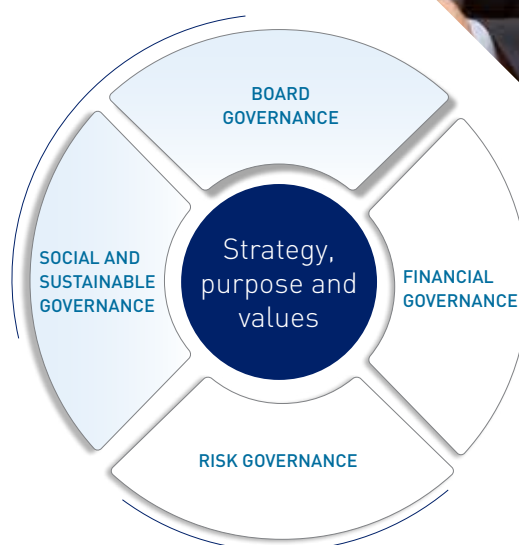 BOARD
GOVERNANCE
SOCIAL AND
SUSTAINABLE
GOVERNANCE
Strategy,
purpose and
values
FINANCIAL
GOVERNANCE
RISK GOVERNANCE